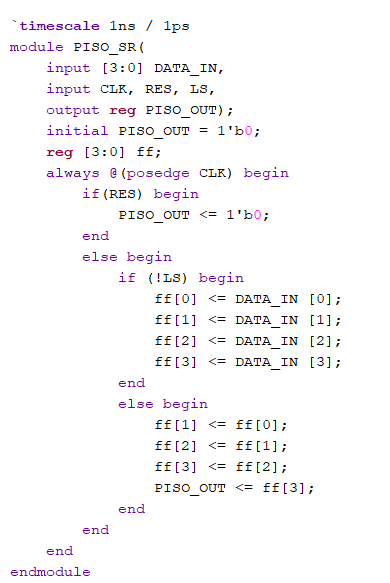 `timescale 1ns / 1ps
module PISO_SR(
    input [3:0] DATA_IN,
    input CLK, RES, LS,
    output reg PISO_OUT);
    initial PISO_OUT = 1'b0;
    reg [3:0] ff;
    always @(posedge CLK) begin
        if(RES) begin
            PISO_OUT <= 1'b0;
        end
        else begin
            if (!LS) begin
                ff[0] <= DATA_IN [0];
                ff[1] <= DATA_IN [1];
                ff[2] <= DATA_IN [2];
                ff[3] <= DATA_IN [3];
            end
            else begin
                ff[1] <= ff[0];
                ff[2] <= ff[1];
                ff[3] <= ff[2];
                PISO_OUT <= ff[3];
            end
        end
    end
endmodule